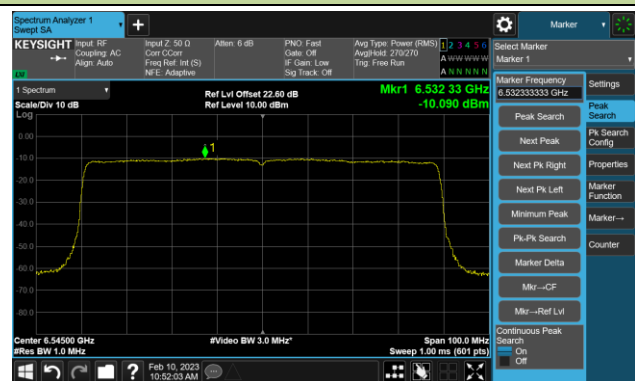 Spectrum Analyzer 1
Swept SA
Marker
KEYSIGHT
Input: RF
Coupling: AC
Align: Auto
Input Z: 50 Ω
Corr CCorr
Freq Ref: Int (S)
NFE: Adaptive
Atten: 6 dB
PNO: Fast
Gate: Off
IF Gain: Low
Sig Track: Off
Avg Type: Power (RMS)
Avg|Hold: 270/270
Trig: Free Run
1 2 3 4 5 6
A W W W W W
A N N N N N
Select Marker
Marker 1
LW
1 Spectrum
Scale/Div 10 dB
Log
Ref Lvl Offset 22.60 dB
Ref Level 10.00 dBm
Mkr1 6.532 33 GHz
-10.090 dBm
0.00
-10.0
-20.0
-30.0
-40.0
-50.0
-60.0
-70.0
-80.0
1
Center 6.54500 GHz
#Res BW 1.0 MHz
#Video BW 3.0 MHz*
Span 100.0 MHz
Sweep 1.00 ms (601 pts)
Marker Frequency
6.532333333 GHz
Peak Search
Next Peak
Next Pk Right
Next Pk Left
Minimum Peak
Pk-Pk Search
Marker Delta
Mkr→CF
Mkr→Ref Lvl
Continuous Peak
Search
On
Off
Settings
Peak
Search
Pk Search
Config
Properties
Marker
Function
Marker→
Counter
Feb 10, 2023
10:52:03 AM